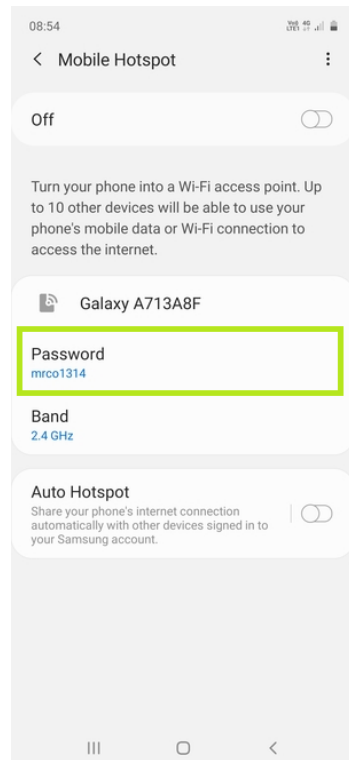 08:54
Mobile Hotspot
Off
Turn your phone into a Wi-Fi access point. Up
to 10 other devices will be able to use your
phone's mobile data or Wi-Fi connection to
access the internet.
Galaxy A713A8F
Password
mrco1314
Band
2.4 GHz
Auto Hotspot
Share your phone's internet connection
automatically with other devices signed in to
your Samsung account.